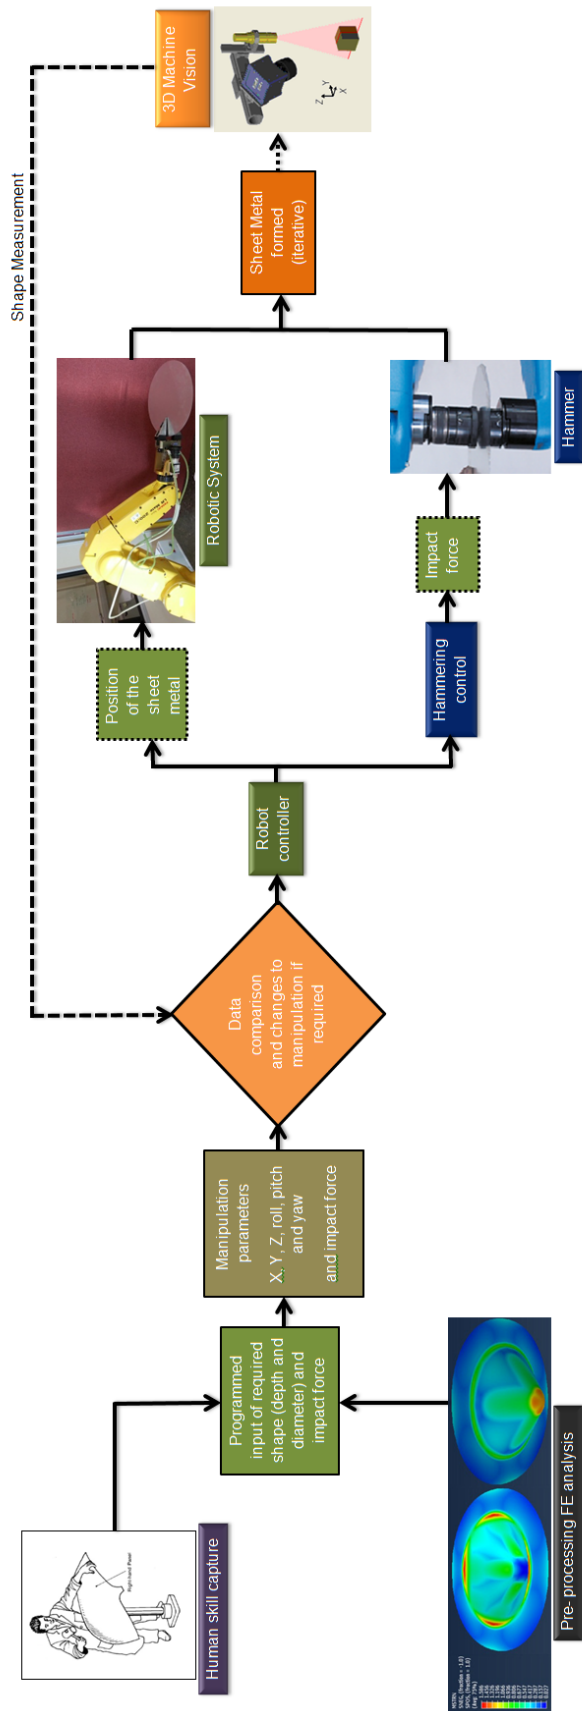 Human skill capture
Right-hand Panel
Pre- processing FE analysis
Programmed
input of required
shape (depth and
diameter) and
impact force
Manipulation
parameters
X, Y , Z, roll, pitch
and yaw
and impact force
Data
comparison
and changes to
manipulation if
required
Robot
controller
Position
of the
sheet
metal
Robotic System
Hammering
control
Impact
force
Hammer
Sheet Metal
formed
(iterative)
3D Machine
Vision
Z
Y
X
Shape Measurement